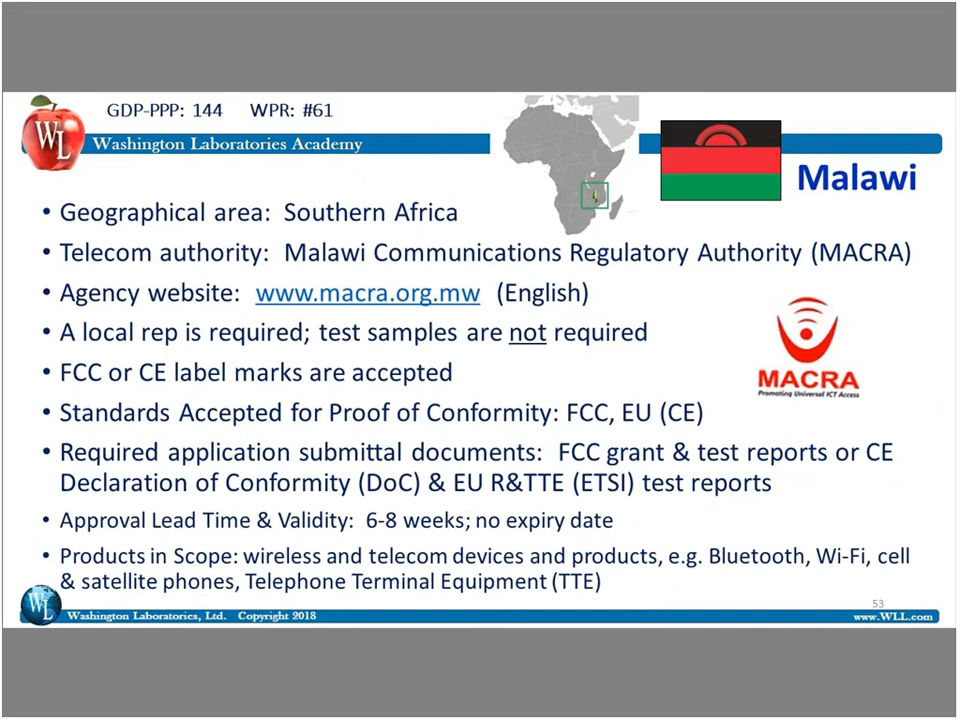 GDP-PPP: 144 WPR: #61
WL
Washington Laboratories Academy
Malawi
• Geographical area: Southern Africa
• Telecom authority: Malawi Communications Regulatory Authority (MACRA)
• Agency website: www.macra.org.mw (English)
• A local rep is required; test samples are not required
• FCC or CE label marks are accepted
MACRA
Promoting Universal ICT Access
• Standards Accepted for Proof of Conformity: FCC, EU (CE)
• Required application submittal documents: FCC grant & test reports or CE
Declaration of Conformity (DoC) & EU R&TTE (ETSI) test reports
• Approval Lead Time & Validity: 6-8 weeks; no expiry date
• Products in Scope: wireless and telecom devices and products, e.g. Bluetooth, Wi-Fi, cell
& satellite phones, Telephone Terminal Equipment (TTE)
53
WL
Washington Laboratories, Ltd. Copyright 2018
www.WLL.com